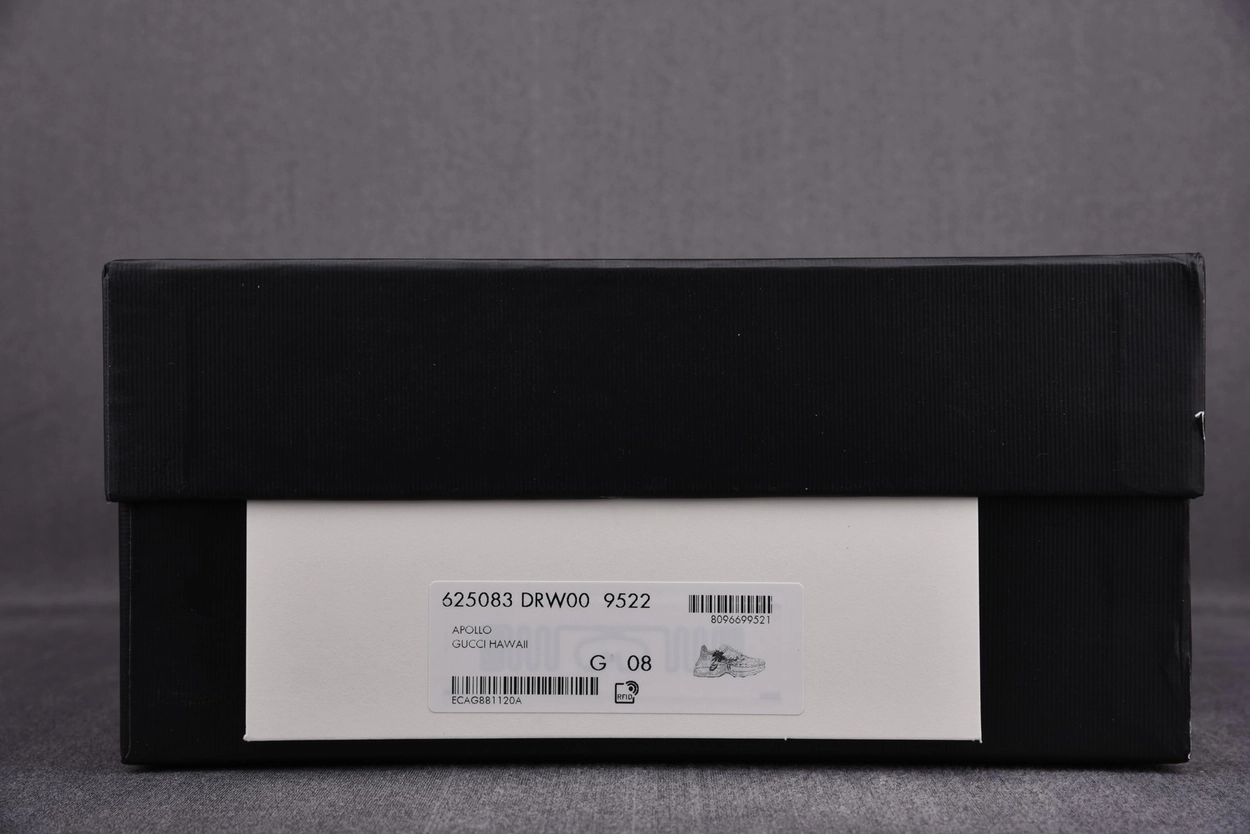 625083 DRW00 9522
8096699521
APOLLO
GUCCI HAWAII
G 08
ECAG881120A
RFID